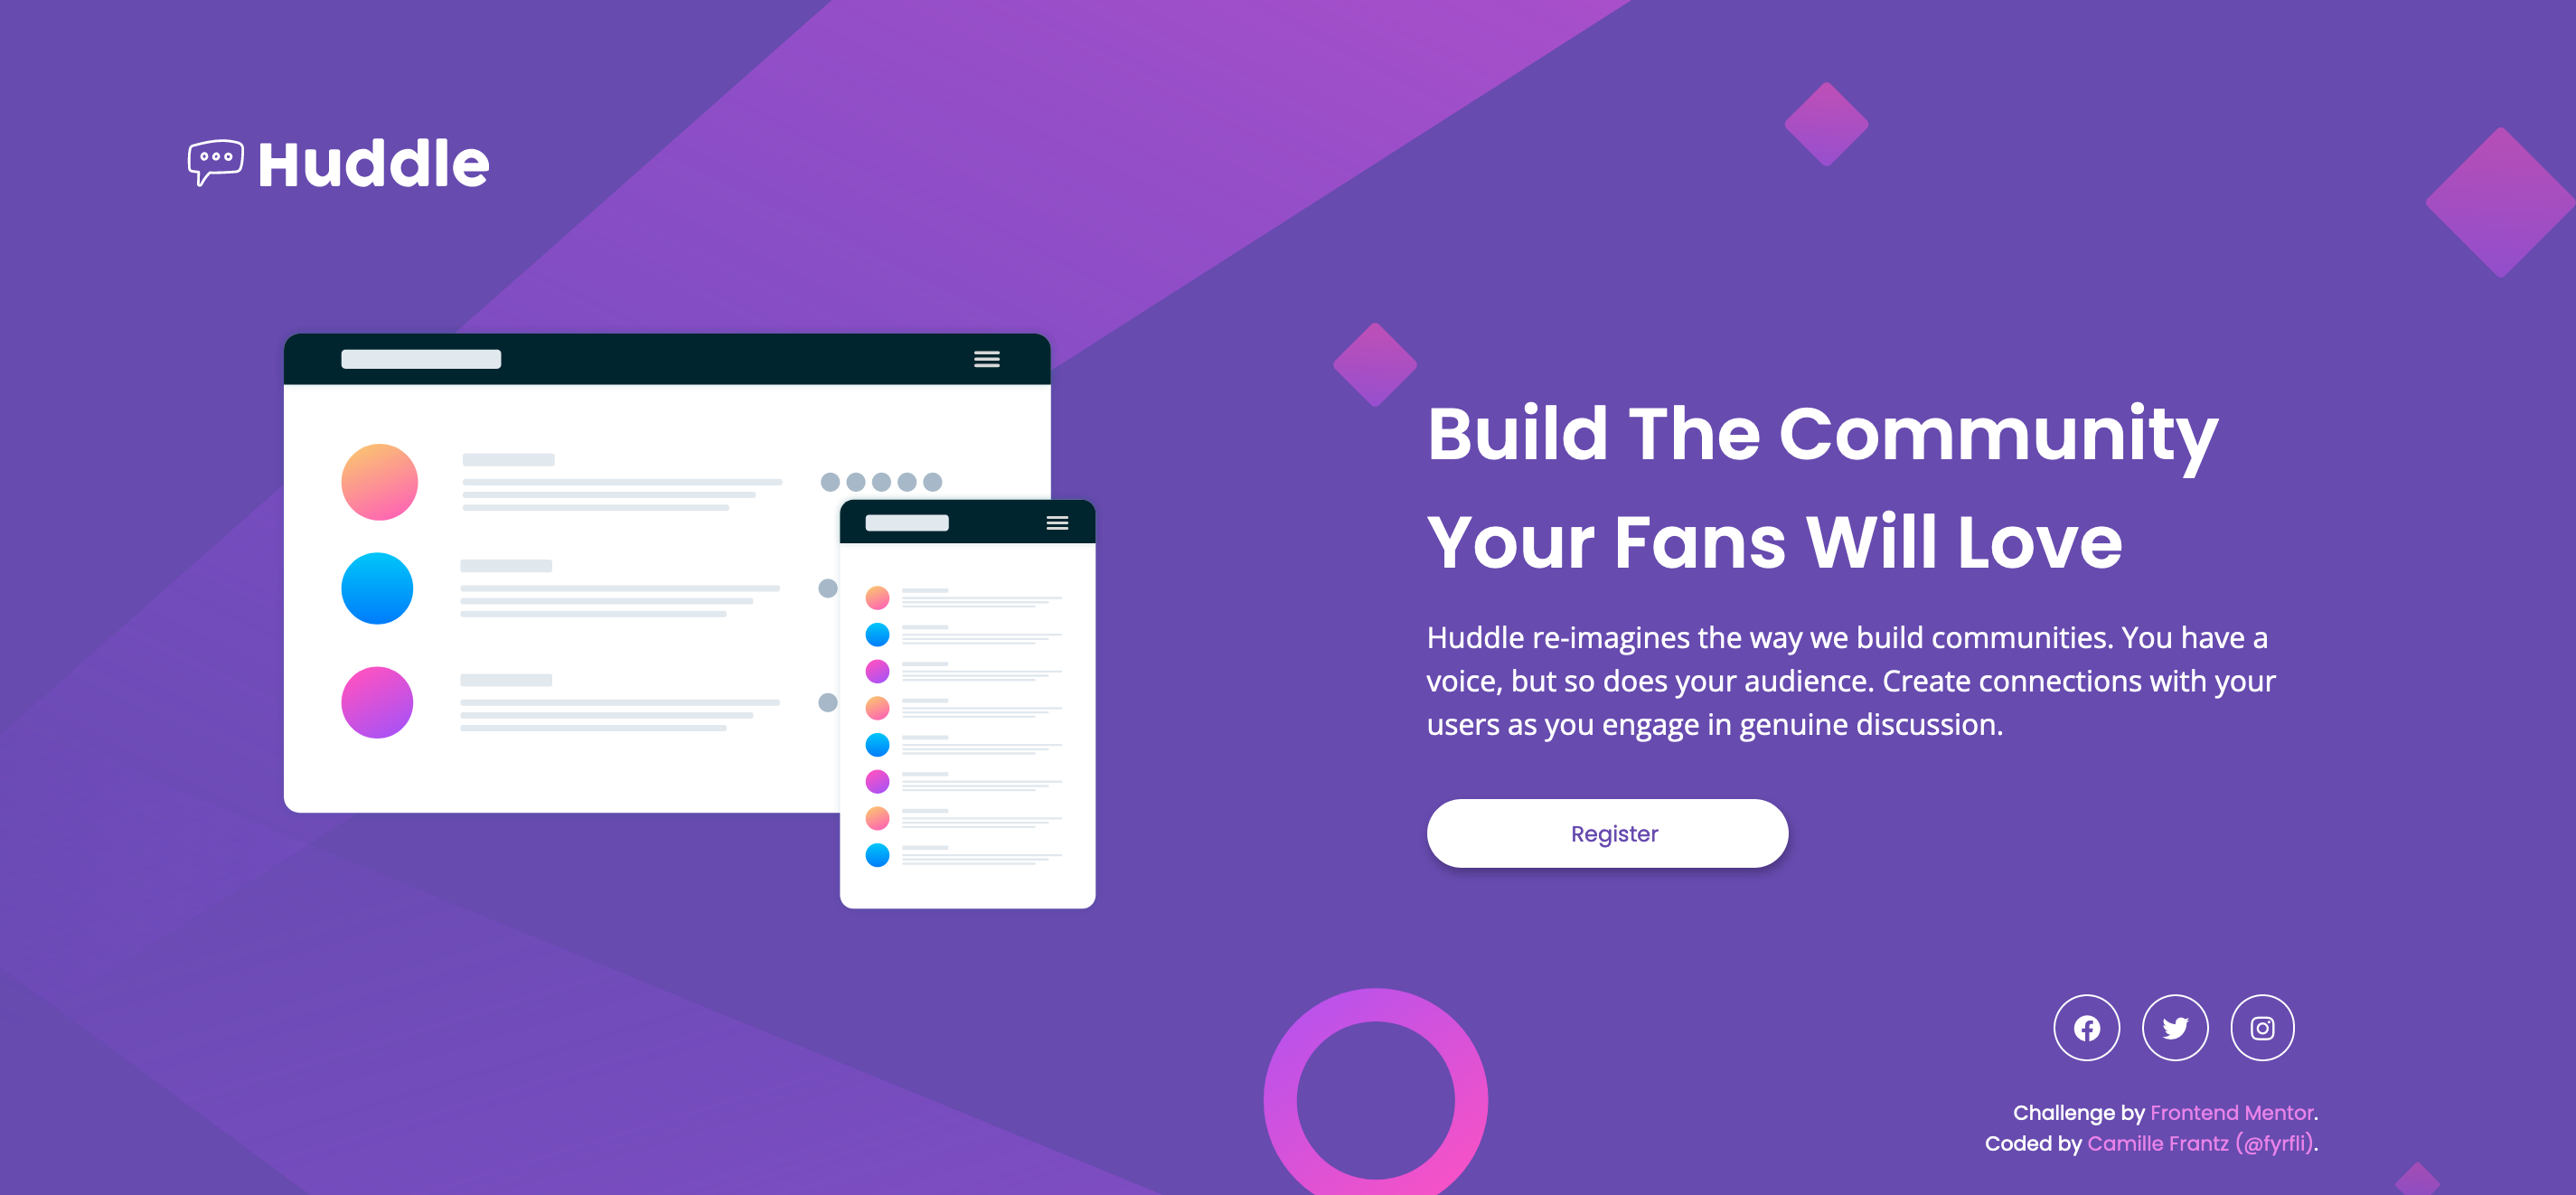 Huddle
Build The Community
Your Fans Will Love
Huddle re-imagines the way we build communities. You have a
voice, but so does your audience. Create connections with your
users as you engage in genuine discussion.
Register
Challenge by Frontend Mentor.
Coded by Camille Frantz (@fyrfli).